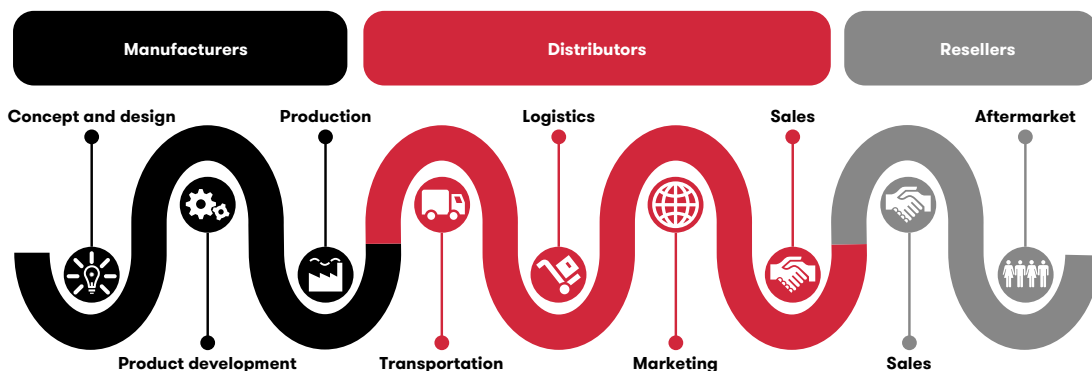 Manufacturers
Distributors
Resellers
Concept and design
Production
Logistics
Sales
Aftermarket
Product development
Transportation
Marketing
Sales